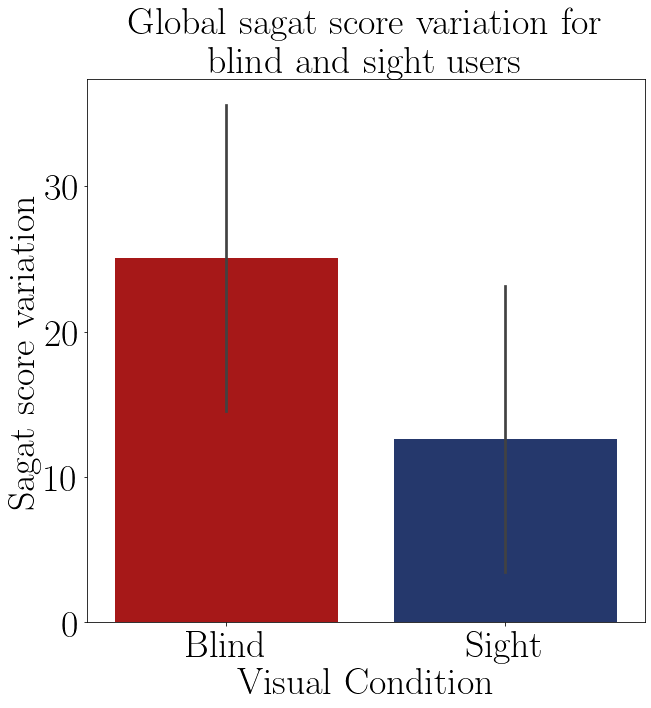 Global sagat score variation for
blind and sight users
Sagat score variation
30
20
10
0
Blind
Sight
Visual Condition